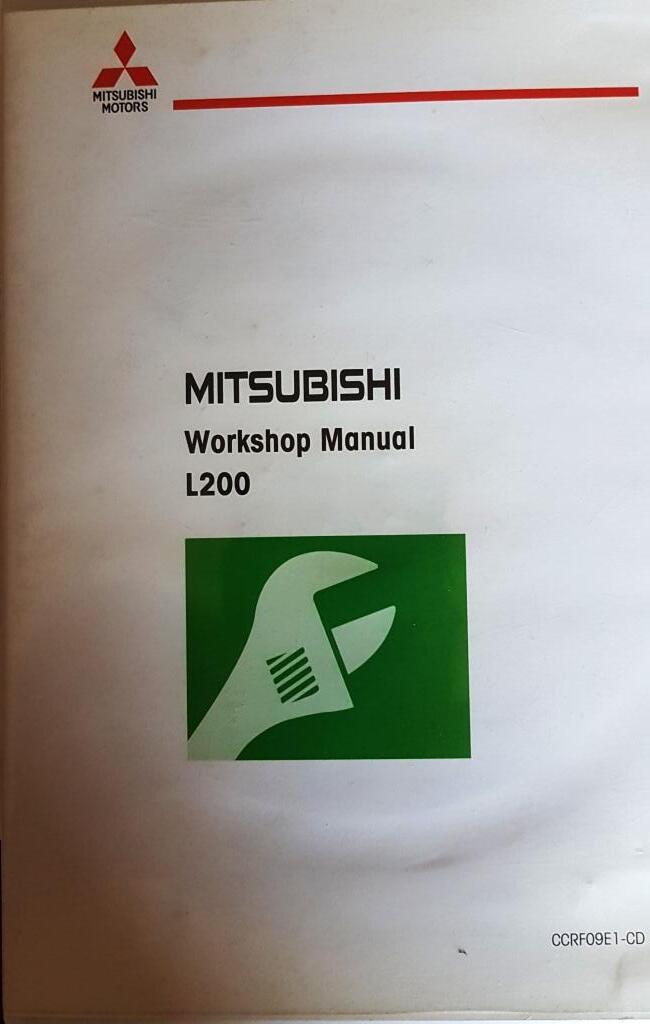 MITSUBISHI
MOTORS
MITSUBISHI
Workshop Manual
L200
CCRF09E1-CD